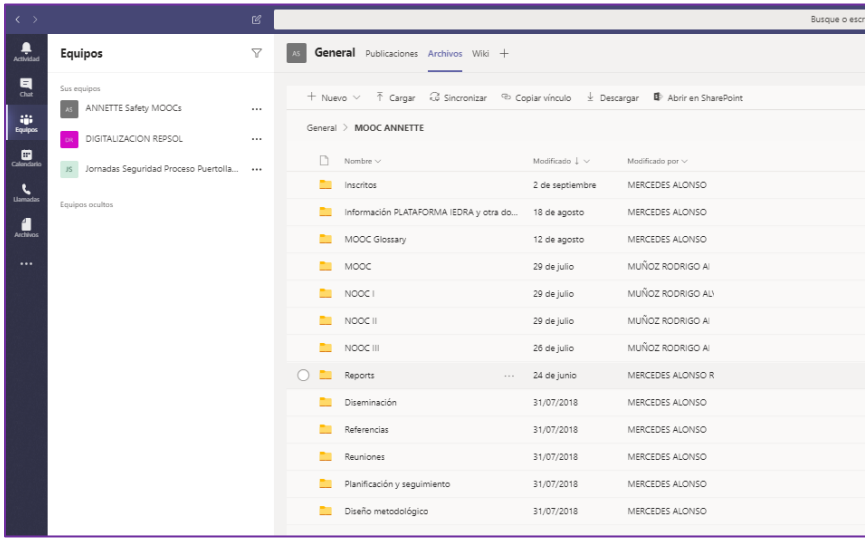 Busque o escr
Actividad
Chat
Equipos
Calendario
Llamadas
Archivos
...
Equipos
Sus equipos
AS ANNETTE Safety MOOCs ...
DR DIGITALIZACION REPSOL ...
JS Jornadas Seguridad Proceso Puertolla... ...
Equipos ocultos
AS General Publicaciones Archivos Wiki +
+ Nuevo Cargar Sincronizar Copiar vínculo Descargar Abrir en SharePoint
General > MOOC ANNETTE
Nombre Modificado ↓ Modificado por
Inscritos 2 de septiembre MERCEDES ALONSO
Información PLATAFORMA IEDRA y otra do... 18 de agosto MERCEDES ALONSO
MOOC Glossary 12 de agosto MERCEDES ALONSO
MOOC 29 de julio MUÑOZ RODRIGO Al
NOOC I 29 de julio MUÑOZ RODRIGO ALV
NOOC II 29 de julio MUÑOZ RODRIGO Al
NOOC III 26 de julio MUÑOZ RODRIGO Al
Reports ... 24 de junio MERCEDES ALONSO R
Diseminación 31/07/2018 MERCEDES ALONSO
Referencias 31/07/2018 MERCEDES ALONSO
Reuniones 31/07/2018 MERCEDES ALONSO
Planificación y seguimiento 31/07/2018 MERCEDES ALONSO
Diseño metodológico 31/07/2018 MERCEDES ALONSO